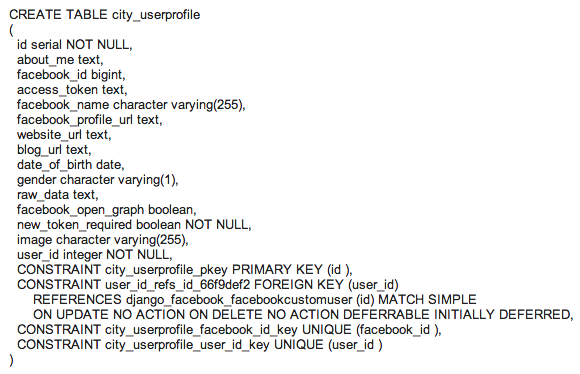 CREATE TABLE city_userprofile
(
id serial NOT NULL,
about_me text,
facebook_id bigint,
access_token text,
facebook_name character varying(255),
facebook_profile_url text,
website_url text,
blog_url text,
date_of_birth date,
gender character varying(1),
raw_data text,
facebook_open_graph boolean,
new_token_required boolean NOT NULL,
image character varying(255),
user_id integer NOT NULL,
CONSTRAINT city_userprofile_pkey PRIMARY KEY (id ),
CONSTRAINT user_id_refs_id_66f9def2 FOREIGN KEY (user_id)
REFERENCES django_facebook_facebookcustomuser (id) MATCH SIMPLE
ON UPDATE NO ACTION ON DELETE NO ACTION DEFERRABLE INITIALLY DEFERRED,
CONSTRAINT city_userprofile_facebook_id_key UNIQUE (facebook_id ),
CONSTRAINT city_userprofile_user_id_key UNIQUE (user_id )
)